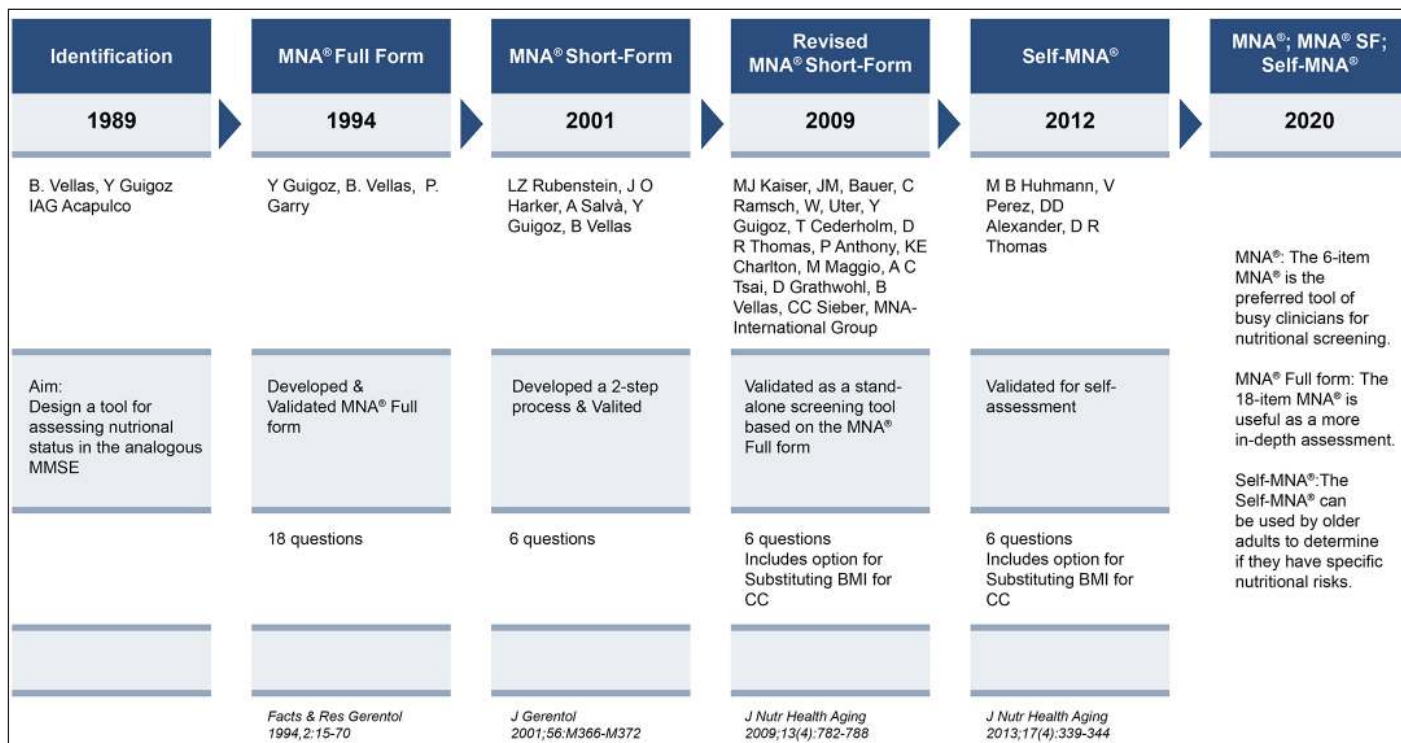 Identification
1989
B. Vellas, Y Guigoz
IAG Acapulco
Aim:
Design a tool for
assessing nutrional
status in the analogous
MMSE
MNA® Full Form
1994
Y Guigoz, B. Vellas, P.
Garry
Developed &
Validated MNA® Full
form
18 questions
Facts & Res Gerentol
1994,2:15-70
MNA® Short-Form
2001
LZ Rubenstein, J O
Harker, A Salvà, Y
Guigoz, B Vellas
Developed a 2-step
process & Valited
6 questions
J Gerentol
2001;56:M366-M372
Revised
MNA® Short-Form
2009
MJ Kaiser, JM, Bauer, C
Ramsch, W, Uter, Y
Guigoz, T Cederholm, D
R Thomas, P Anthony, KE
Charlton, M Maggio, A C
Tsai, D Grathwohl, B
Vellas, CC Sieber, MNA-
International Group
Validated as a stand-
alone screening tool
based on the MNA®
Full form
6 questions
Includes option for
Substituting BMI for
CC
J Nutr Health Aging
2009;13(4):782-788
Self-MNA®
2012
M B Huhmann, V
Perez, DD
Alexander, D R
Thomas
Validated for self-
assessment
6 questions
Includes option for
Substituting BMI for
CC
J Nutr Health Aging
2013;17(4):339-344
MNA®; MNA® SF;
Self-MNA®
2020
MNA®: The 6-item
MNA® is the
preferred tool of
busy clinicians for
nutritional screening.
MNA® Full form: The
18-item MNA® is
useful as a more
in-depth assessment.
Self-MNA®:The
Self-MNA® can
be used by older
adults to determine
if they have specific
nutritional risks.